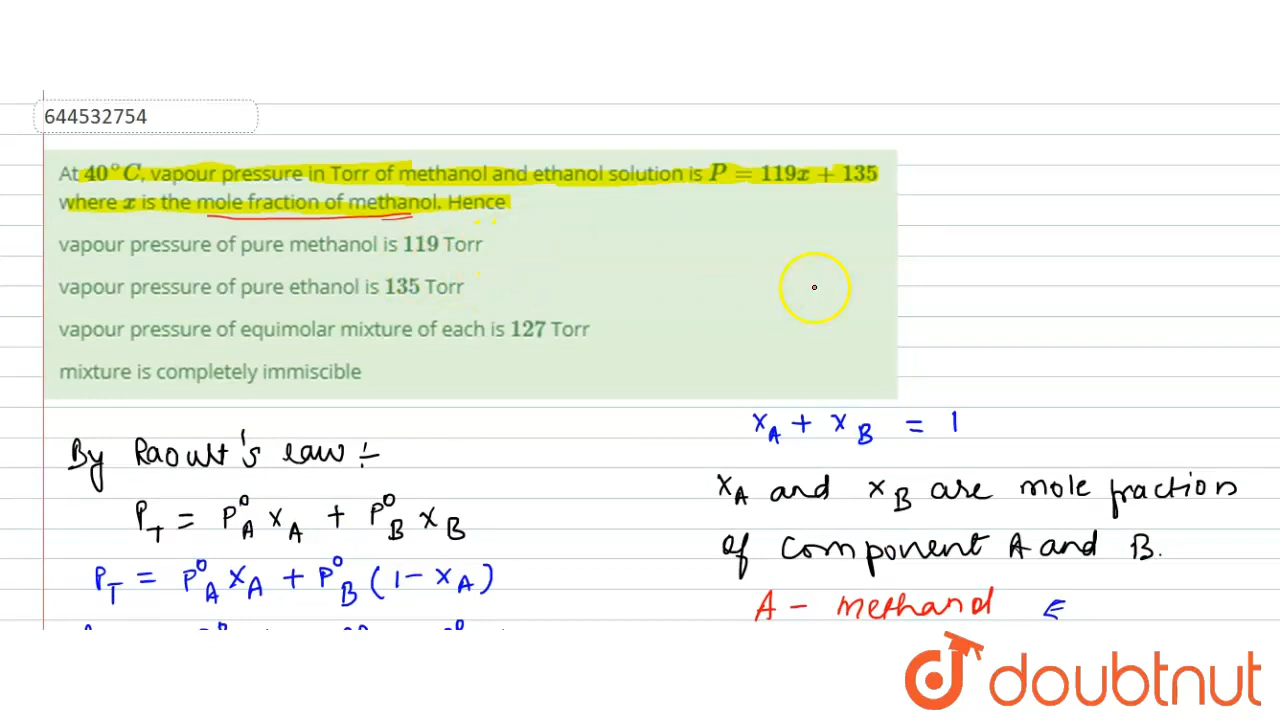 644532754
At 40°C, vapour pressure in Torr of methanol and ethanol solution is P = 119x + 135
where x is the mole fraction of methanol. Hence
vapour pressure of pure methanol is 119 Torr
vapour pressure of pure ethanol is 135 Torr
vapour pressure of equimolar mixture of each is 127 Torr
mixture is completely immiscible
By Raoult's law :-
P_T = P°_A x_A + P°_B x_B
P_T = P°_A x_A + P°_B (1 - x_A)
x_A + x_B = 1
x_A and x_B are mole fraction
of component A and B.
A - methanol E
doubtnut